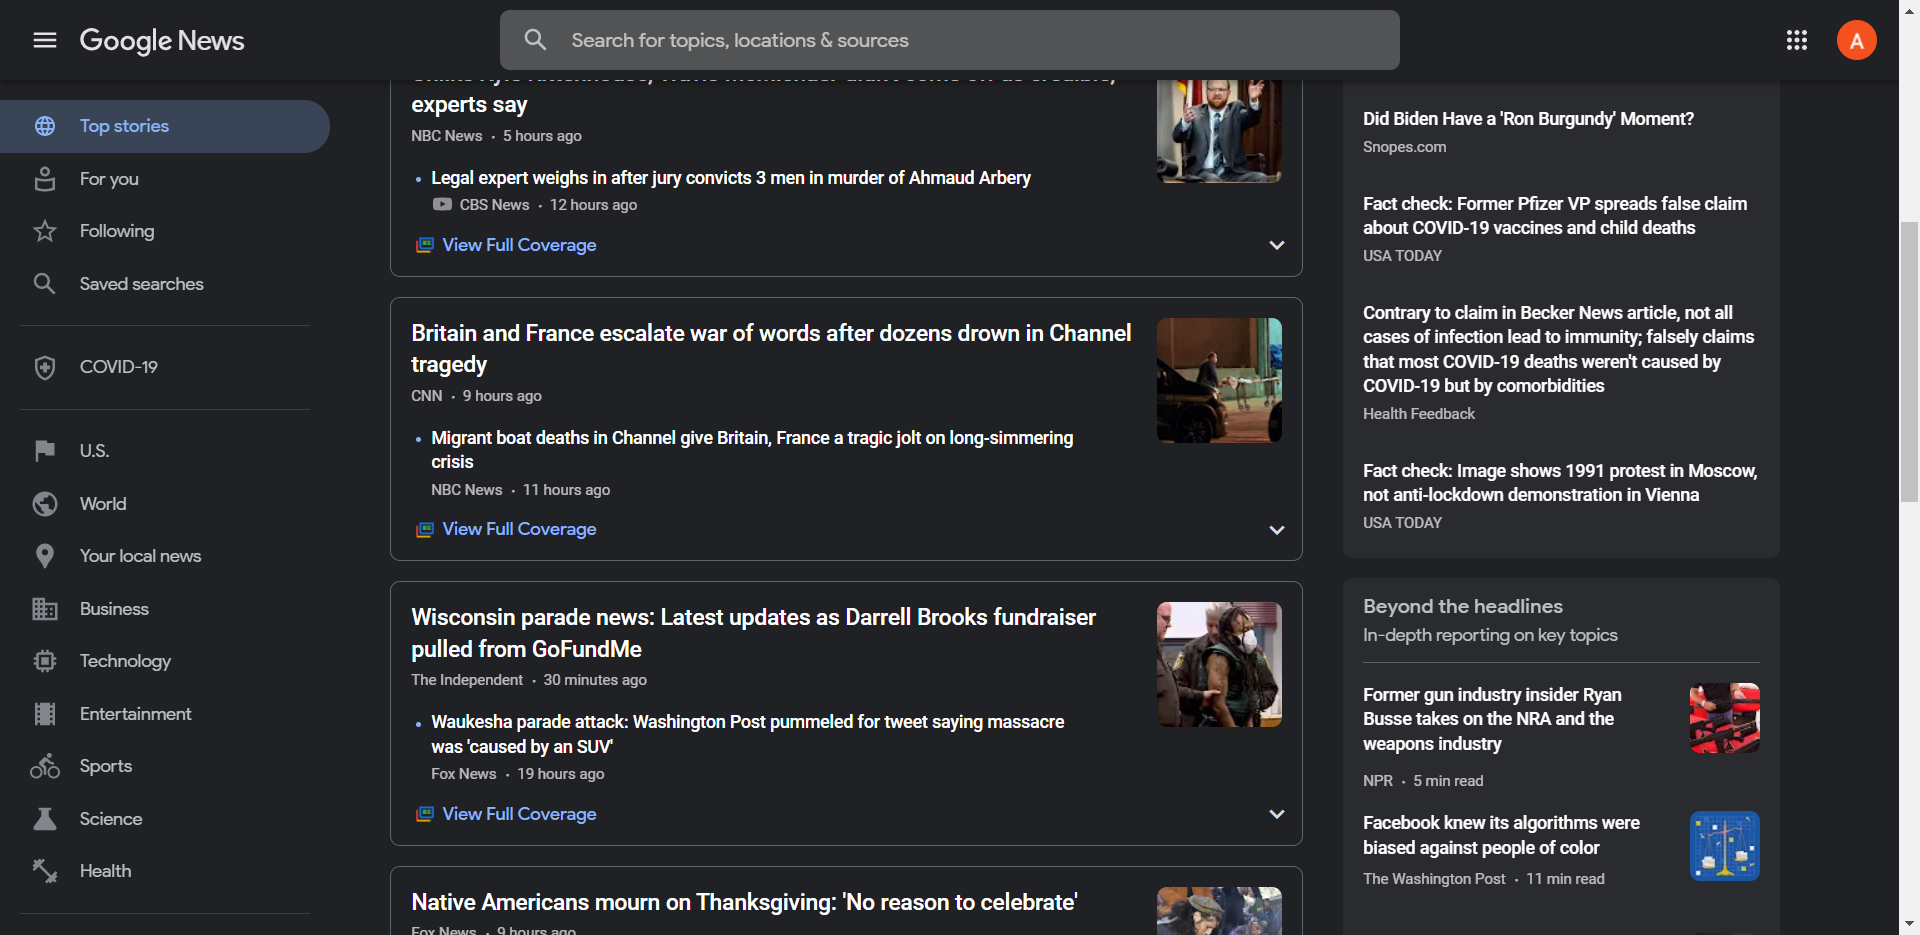 Google News
Search for topics, locations & sources
A
Top stories
For you
Following
Saved searches
COVID-19
U.S.
World
Your local news
Business
Technology
Entertainment
Sports
Science
Health
experts say
NBC News • 5 hours ago
• Legal expert weighs in after jury convicts 3 men in murder of Ahmaud Arbery
CBS News • 12 hours ago
View Full Coverage
Britain and France escalate war of words after dozens drown in Channel
tragedy
CNN • 9 hours ago
• Migrant boat deaths in Channel give Britain, France a tragic jolt on long-simmering
crisis
NBC News • 11 hours ago
View Full Coverage
Wisconsin parade news: Latest updates as Darrell Brooks fundraiser
pulled from GoFundMe
The Independent • 30 minutes ago
• Waukesha parade attack: Washington Post pummeled for tweet saying massacre
was 'caused by an SUV'
Fox News • 19 hours ago
View Full Coverage
Native Americans mourn on Thanksgiving: 'No reason to celebrate'
Fox News • 9 hours ago
Did Biden Have a 'Ron Burgundy' Moment?
Snopes.com
Fact check: Former Pfizer VP spreads false claim
about COVID-19 vaccines and child deaths
USA TODAY
Contrary to claim in Becker News article, not all
cases of infection lead to immunity; falsely claims
that most COVID-19 deaths weren't caused by
COVID-19 but by comorbidities
Health Feedback
Fact check: Image shows 1991 protest in Moscow,
not anti-lockdown demonstration in Vienna
USA TODAY
Beyond the headlines
In-depth reporting on key topics
Former gun industry insider Ryan
Busse takes on the NRA and the
weapons industry
NPR • 5 min read
Facebook knew its algorithms were
biased against people of color
The Washington Post • 11 min read